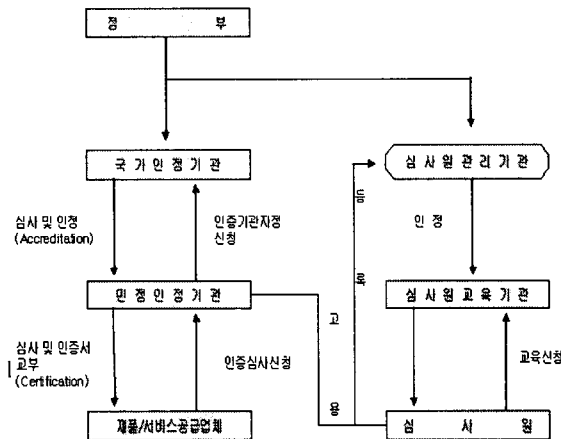 정 부
국 가 인 정 기 관
심 사 원 관 리 기 관
심사 및 인정
(Accreditation)
인증기관지정
신청
인 정
등
록
고
용
민 정 인 정 기 관
심 사 원 교 육 기 관
심사 및 인증서
교부
(Certification)
인증심사신청
교육신청
제품/서비스공급업체
심 사 원